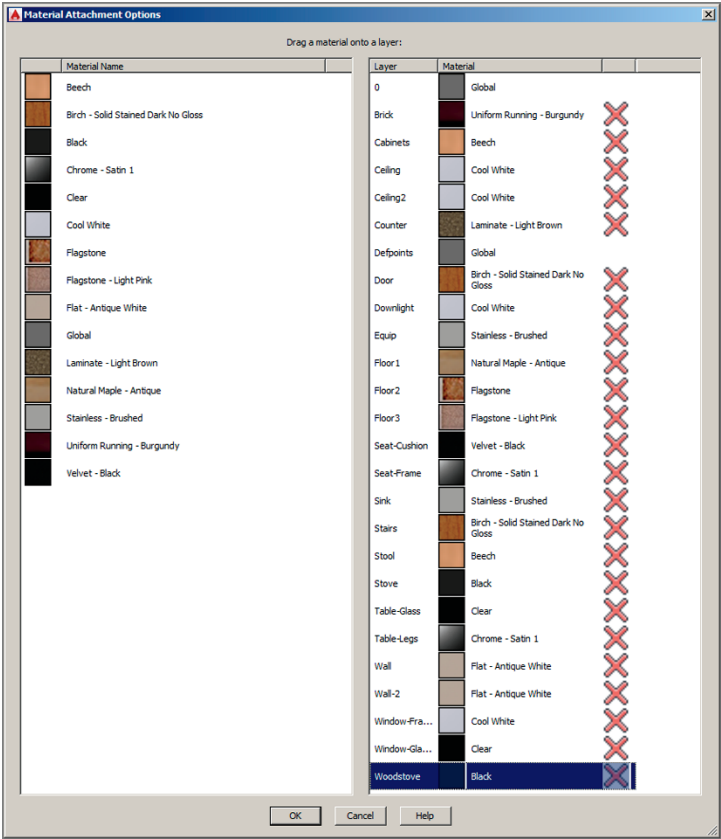 Material Attachment Options
Drag a material onto a layer:
Material Name
Beech
Birch - Solid Stained Dark No Gloss
Black
Chrome - Satin 1
Clear
Cool White
Flagstone
Flagstone - Light Pink
Flat - Antique White
Global
Laminate - Light Brown
Natural Maple - Antique
Stainless - Brushed
Uniform Running - Burgundy
Velvet - Black
Layer Material
0 Global
Brick Uniform Running - Burgundy
Cabinets Beech
Ceiling Cool White
Ceiling2 Cool White
Counter Laminate - Light Brown
Defpoints Global
Door Birch - Solid Stained Dark No
Gloss
Downlight Cool White
Equip Stainless - Brushed
Floor1 Natural Maple - Antique
Floor2 Flagstone
Floor3 Flagstone - Light Pink
Seat-Cushion Velvet - Black
Seat-Frame Chrome - Satin 1
Sink Stainless - Brushed
Stairs Birch - Solid Stained Dark No
Gloss
Stool Beech
Stove Black
Table-Glass Clear
Table-Legs Chrome - Satin 1
Wall Flat - Antique White
Wall-2 Flat - Antique White
Window-Fra... Cool White
Window-Gla... Clear
Woodstove Black
OK Cancel Help